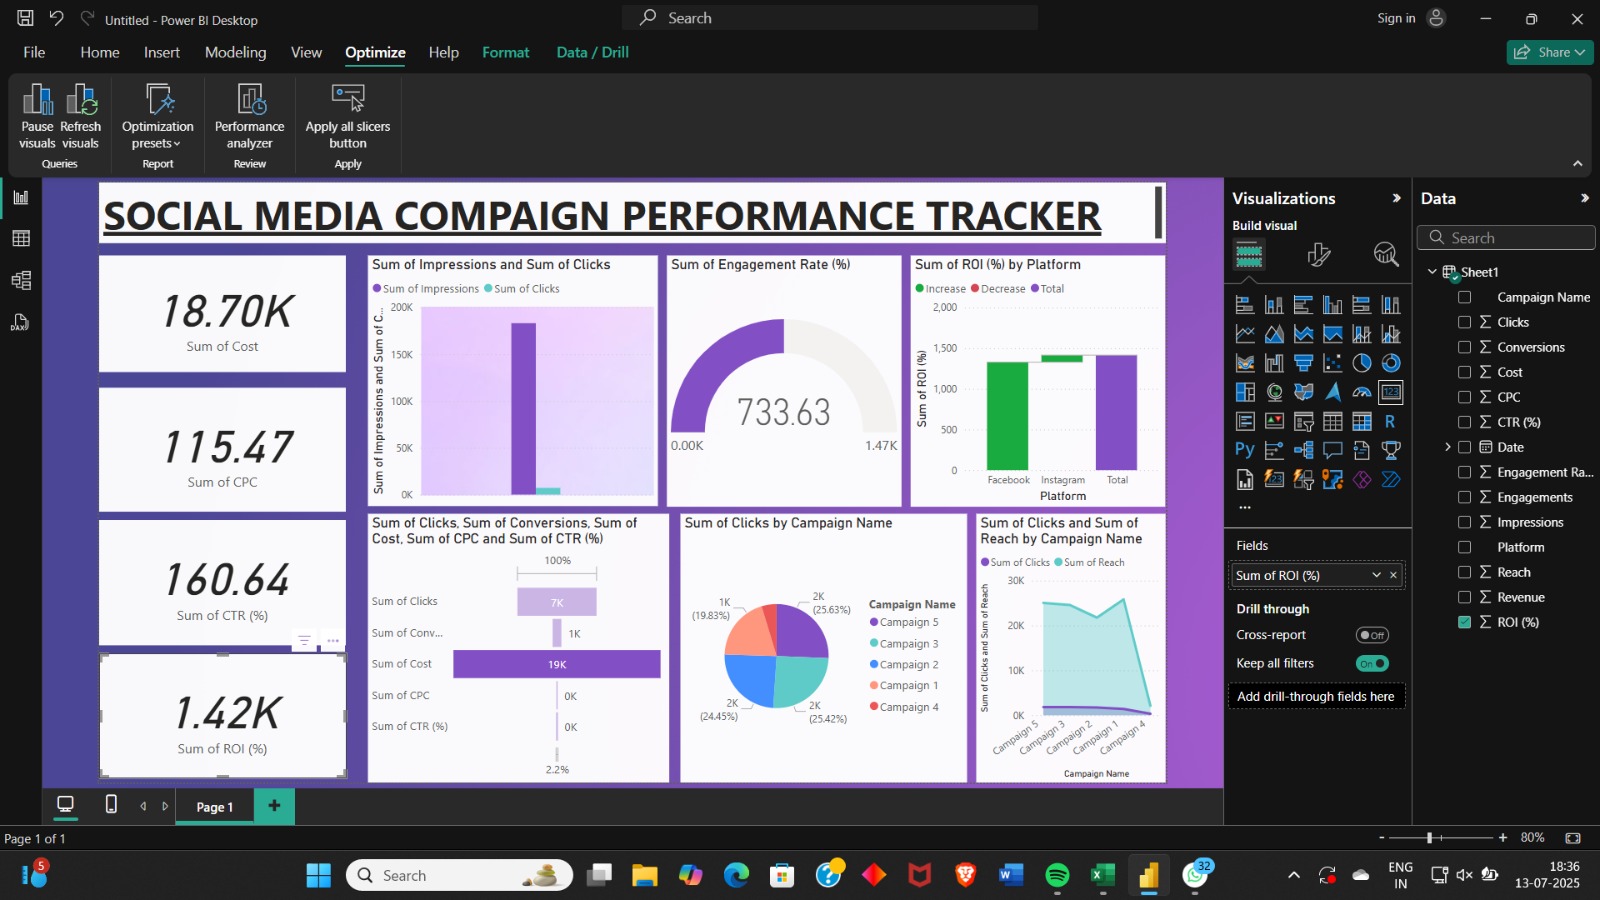 Untitled - Power BI Desktop
Search
Sign in
File Home Insert Modeling View Optimize Help Format Data / Drill
Share
Pause visuals
Refresh visuals
Optimization presets
Performance analyzer
Apply all slicers button
Queries Report Review Apply
SOCIAL MEDIA COMPAIGN PERFORMANCE TRACKER
18.70K
Sum of Cost
115.47
Sum of CPC
160.64
Sum of CTR (%)
1.42K
Sum of ROI (%)
Sum of Impressions and Sum of Clicks
Sum of Impressions Sum of Clicks
Sum of Impressions and Sum of C...
200K
150K
100K
50K
0K
Sum of Engagement Rate (%)
733.63
0.00K 1.47K
Sum of ROI (%) by Platform
Increase Decrease Total
Sum of ROI (%)
2,000
1,500
1,000
500
0
Facebook Instagram Total
Platform
Sum of Clicks, Sum of Conversions, Sum of
Cost, Sum of CPC and Sum of CTR (%)
100%
Sum of Clicks 7K
Sum of Conv... 1K
Sum of Cost 19K
Sum of CPC 0K
Sum of CTR (%) 0K
2.2%
Sum of Clicks by Campaign Name
1K
(19.83%)
2K
(25.63%)
2K
(24.45%)
2K
(25.42%)
Campaign Name
Campaign 5
Campaign 3
Campaign 2
Campaign 1
Campaign 4
Sum of Clicks and Sum of
Reach by Campaign Name
Sum of Clicks Sum of Reach
Sum of Clicks and Sum of Reach
30K
20K
10K
0K
Campaign 5 Campaign 3 Campaign 2 Campaign 1 Campaign 4
Campaign Name
Visualizations
Build visual
123
R
Py
Fields
Sum of ROI (%)
Drill through
Cross-report Off
Keep all filters On
Add drill-through fields here
Data
Search
Sheet1
Campaign Name
Clicks
Conversions
Cost
CPC
CTR (%)
Date
Engagement Ra...
Engagements
Impressions
Platform
Reach
Revenue
ROI (%)
DAX
Page 1
Page 1 of 1
80%
5
Search
32
ENG
IN
18:36
13-07-2025